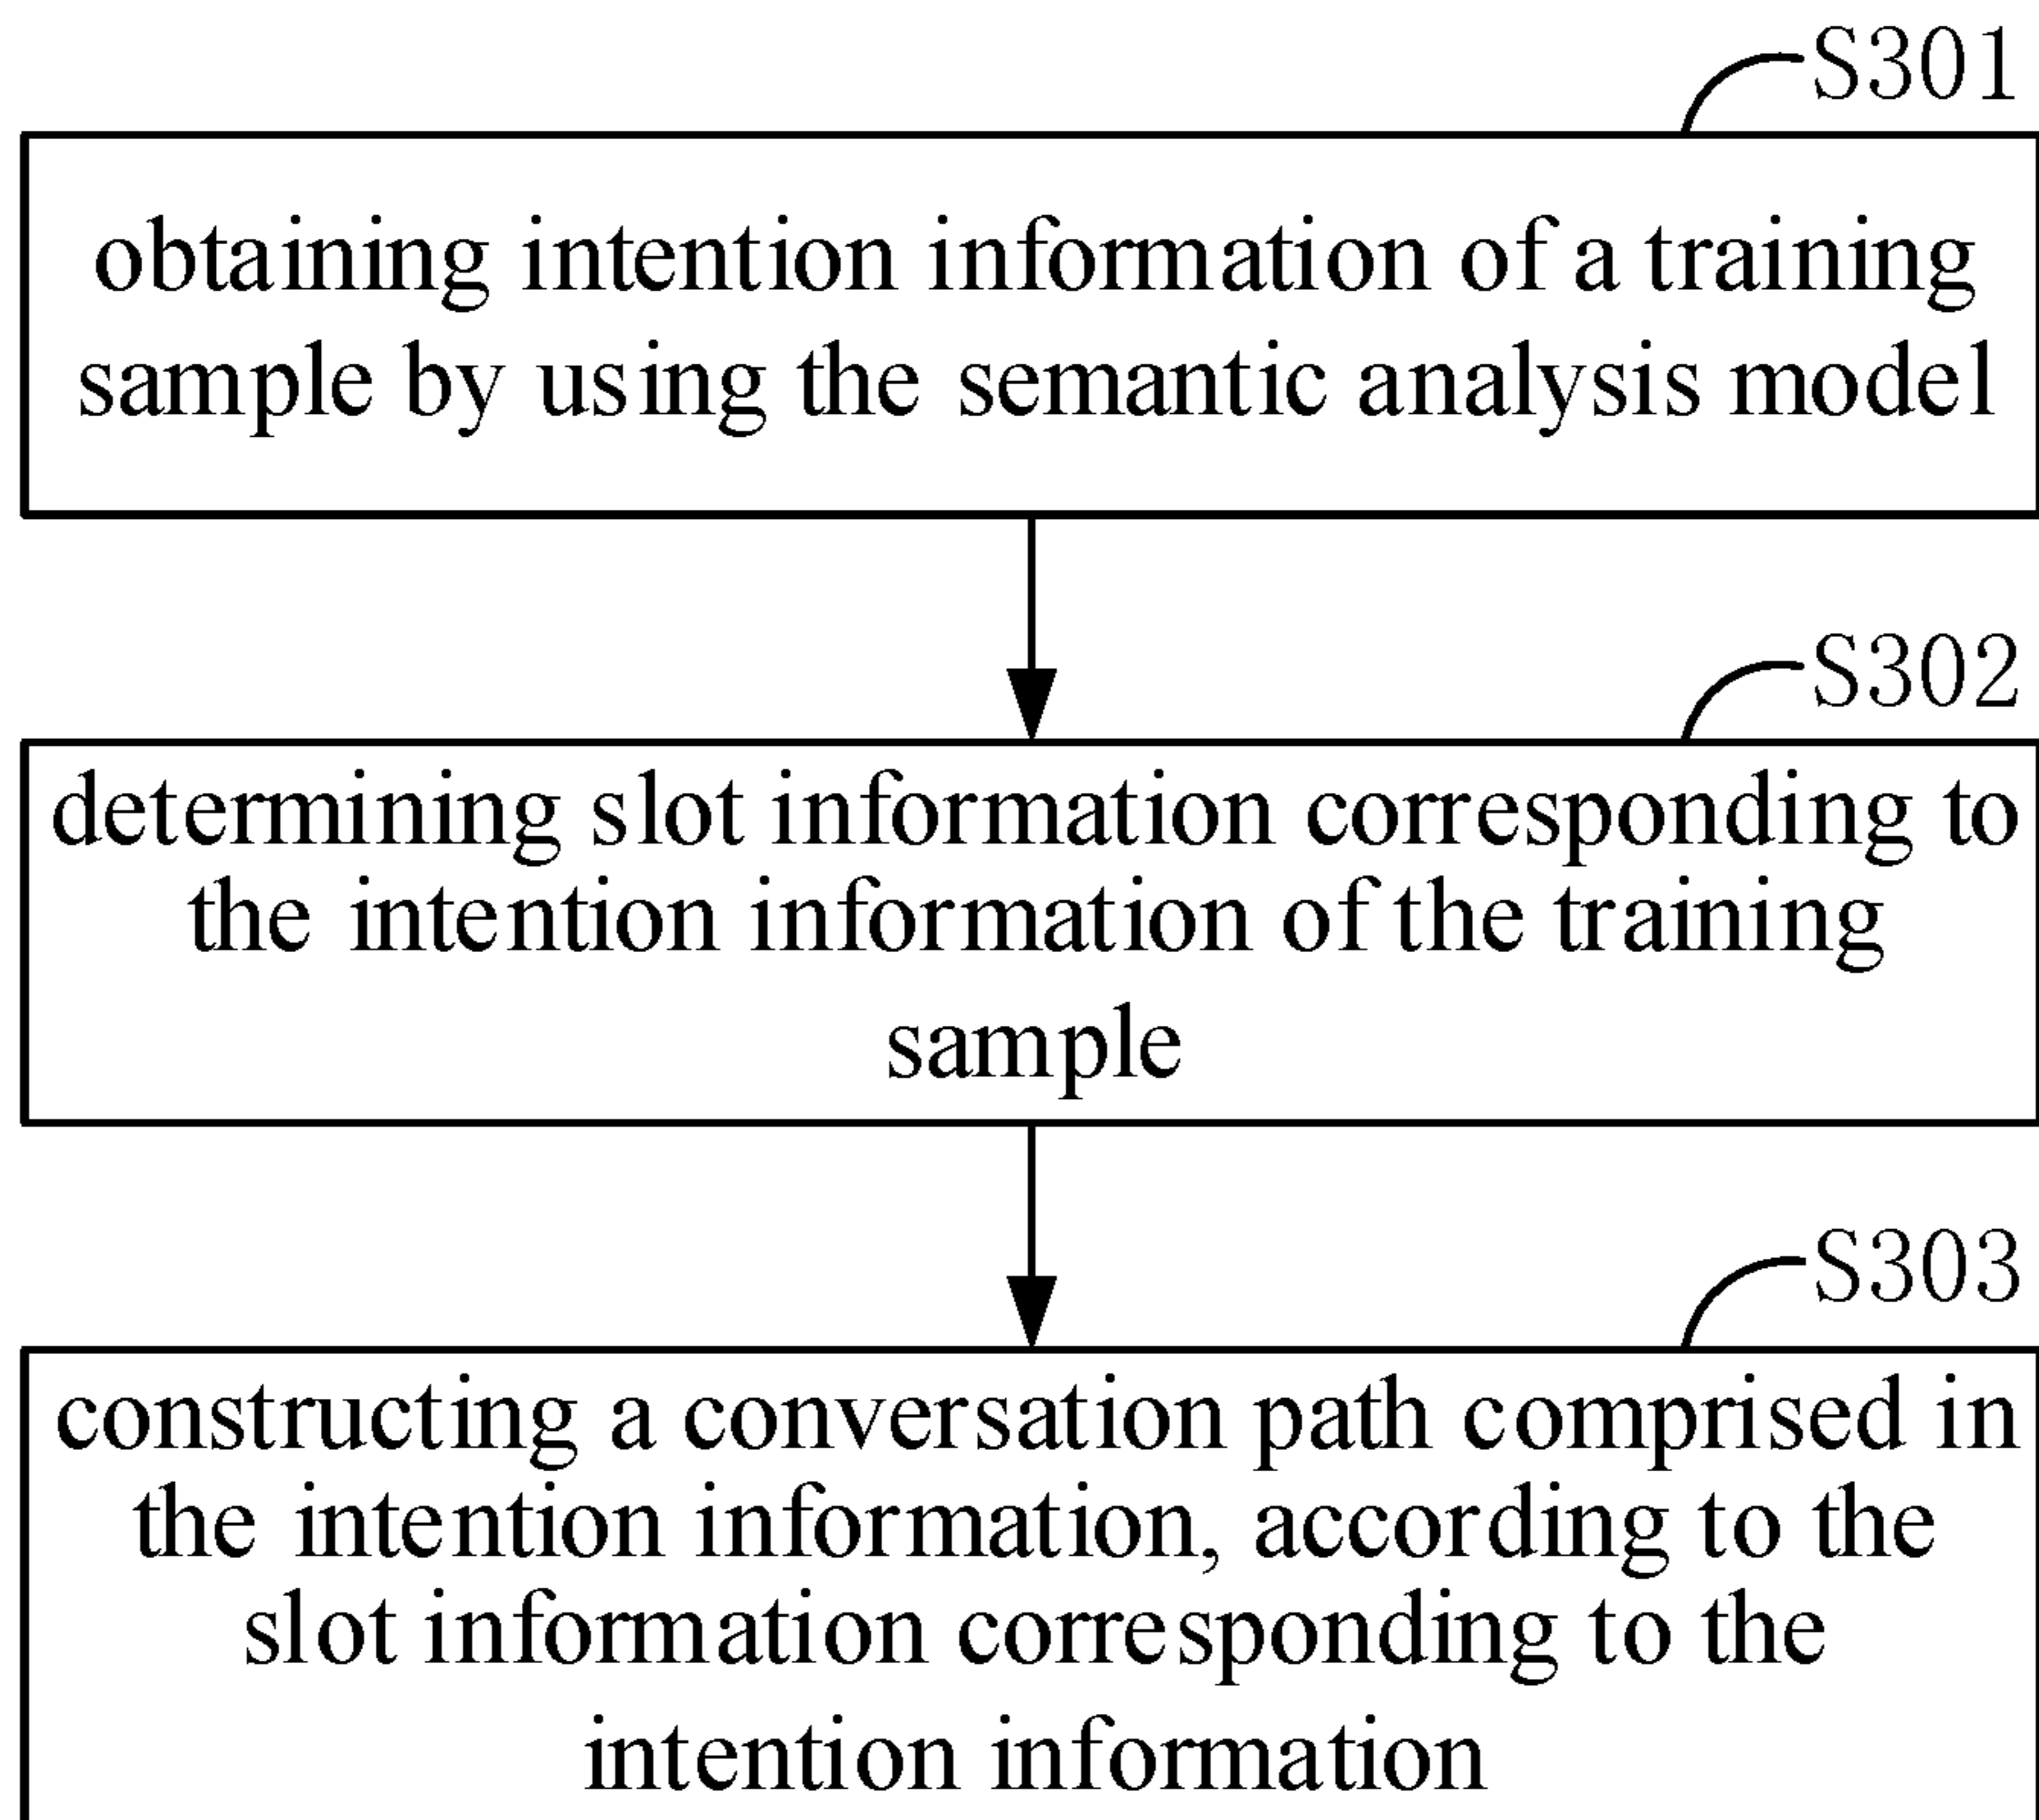 S301
obtaining intention information of a training
sample by using the semantic analysis model
S302
determining slot information corresponding to
the intention information of the training
sample
S303
constructing a conversation path comprised in
the intention information, according to the
slot information corresponding to the
intention information